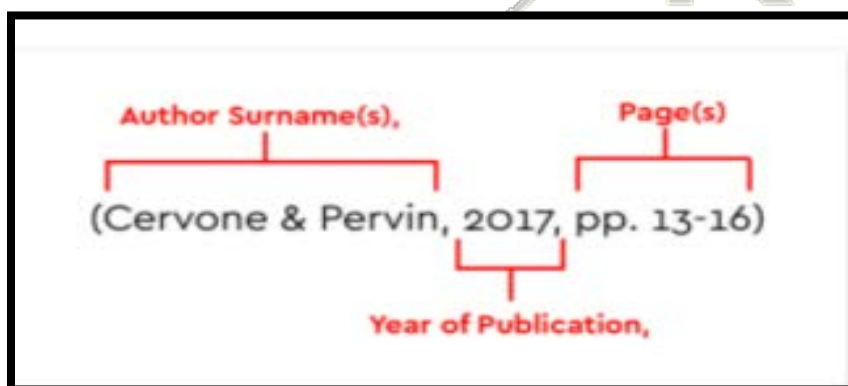 Author Surname(s), Page(s)
(Cervone & Pervin, 2017, pp. 13-16)
Year of Publication,